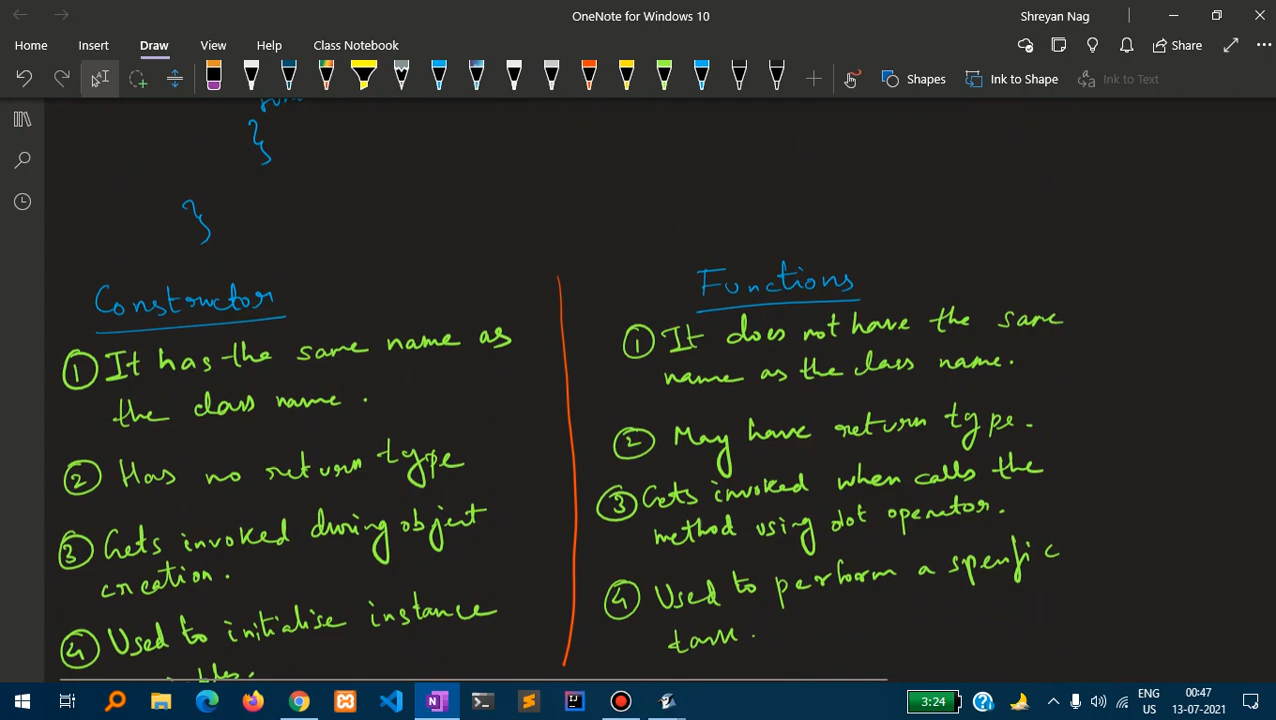 OneNote for Windows 10
Shreyan Nag
Home
Insert
Draw
View
Help
Class Notebook
Share
Shapes
Ink to Shape
Ink to Text
}
}
Constructor
① It has the same name as
the class name.
② Has no return type
③ Gets invoked during object
creation.
④ Used to initialise instance
Functions
① It does not have the same
name as the class name.
② May have return type.
③ Gets invoked when calls the
method using dot operator.
④ Used to perform a specific
task.
3:24
ENG
US
00:47
13-07-2021